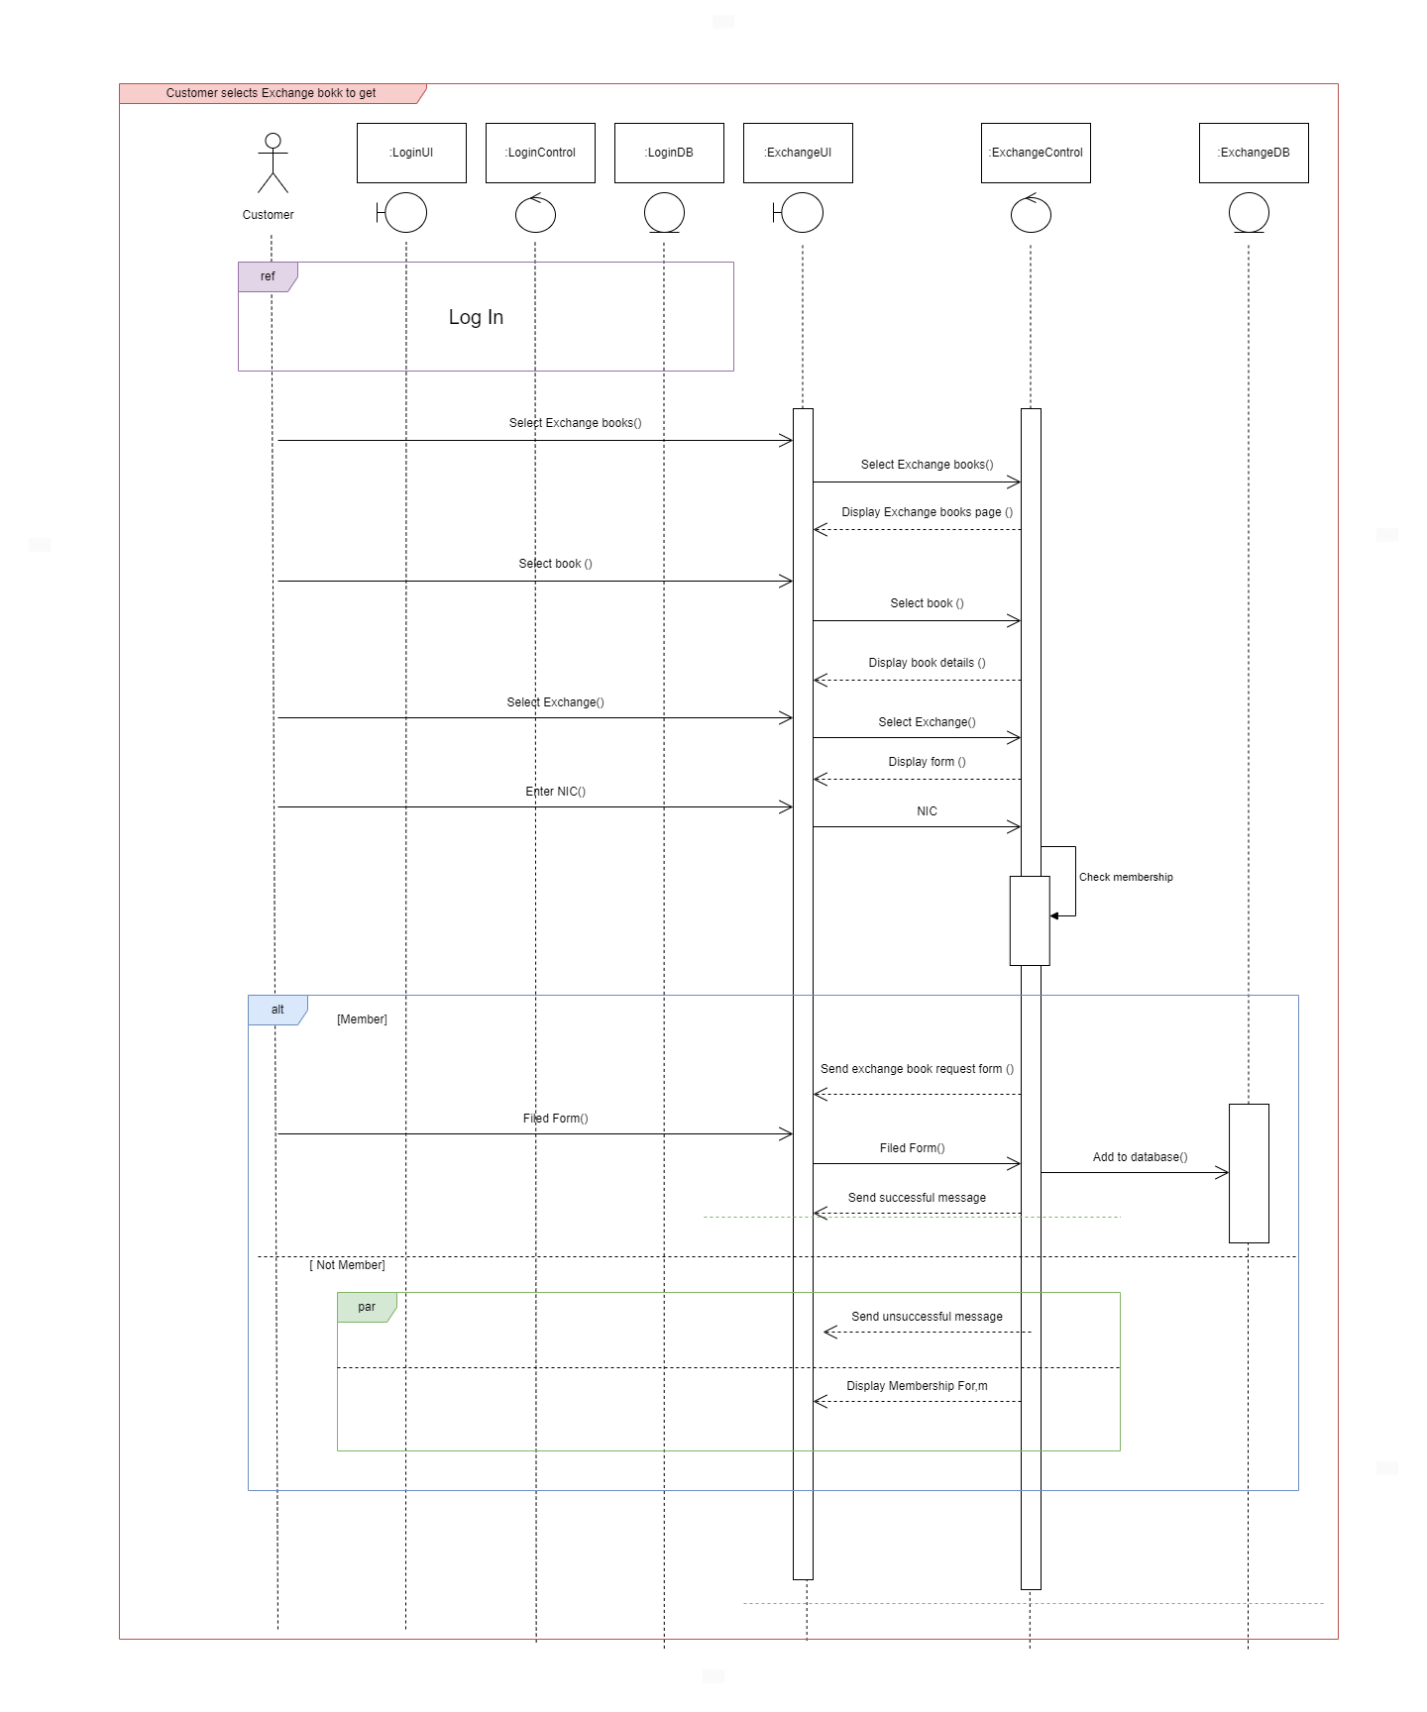 Customer selects Exchange bokk to get
:LoginUI
:LoginControl
:LoginDB
:ExchangeUI
:ExchangeControl
:ExchangeDB
Customer
ref
Log In
Select Exchange books()
Select Exchange books()
Display Exchange books page ()
Select book ()
Select book ()
Display book details ()
Select Exchange()
Select Exchange()
Display form ()
Enter NIC()
NIC
Check membership
alt
[Member]
Send exchange book request form ()
Filed Form()
Filed Form()
Add to database()
Send successful message
[ Not Member]
par
Send unsuccessful message
Display Membership For,m